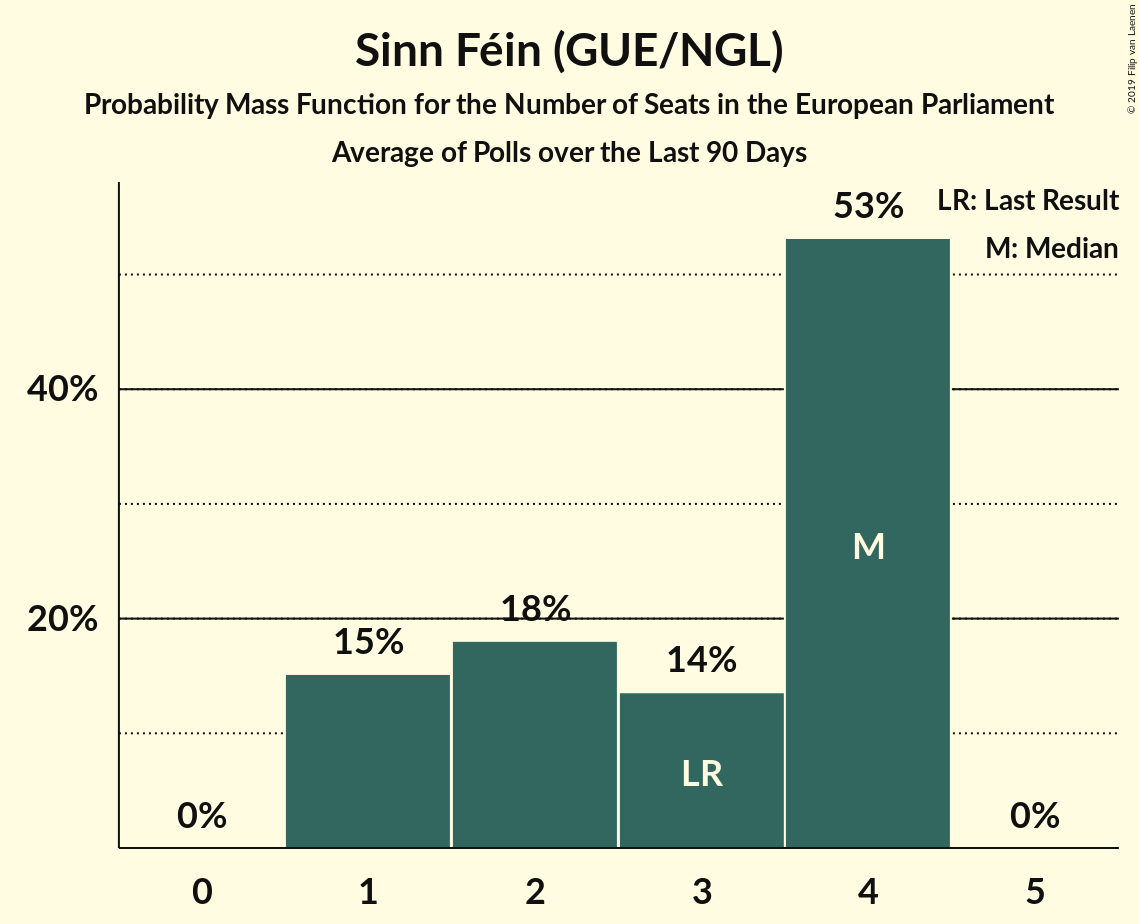 Sinn Féin (GUE/NGL)
Probability Mass Function for the Number of Seats in the European Parliament
Average of Polls over the Last 90 Days
© 2019 Filip van Laenen
LR: Last Result
M: Median
53%
40%
M
20%
18%
15%
14%
LR
0%
0%
0 1 2 3 4 5